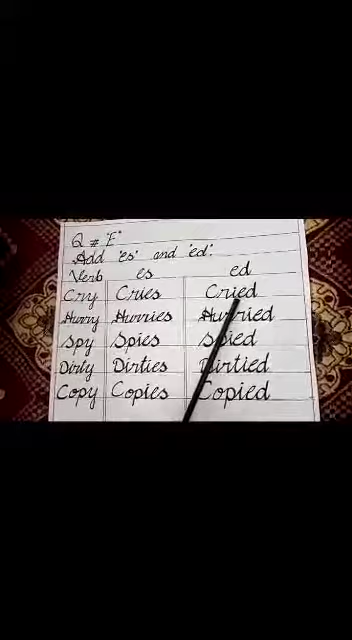 Q # "E"
Add 'es' and 'ed'.
Verb es ed
Cry Cries Cried
Hurry Hurries Hurried
Spy Spies Spied
Dirty Dirties Dirtied
Copy Copies Copied